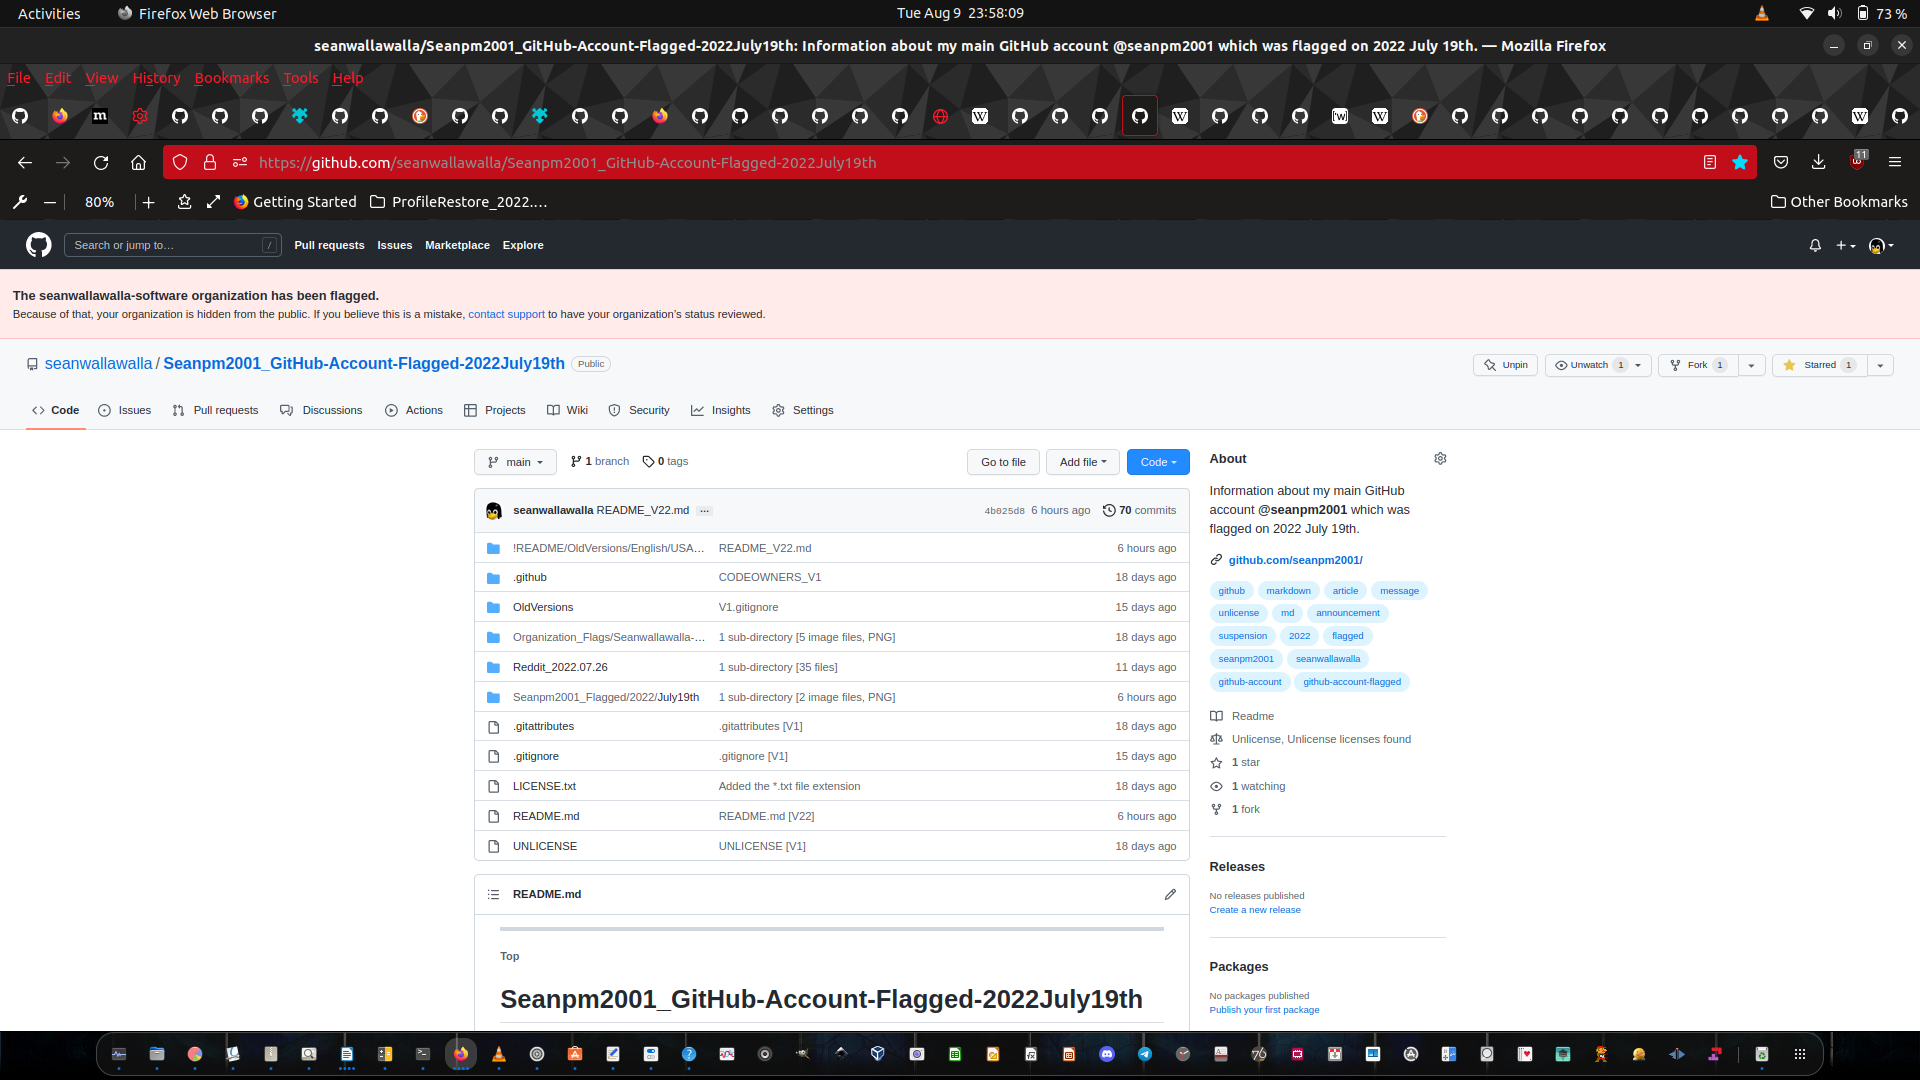 Activities
Firefox Web Browser
Tue Aug 9 23:58:09
73 %
seanwallawalla/Seanpm2001_GitHub-Account-Flagged-2022July19th: Information about my main GitHub account @seanpm2001 which was flagged on 2022 July 19th. — Mozilla Firefox
File Edit View History Bookmarks Tools Help
https://github.com/seanwallawalla/Seanpm2001_GitHub-Account-Flagged-2022July19th
11
80%
Getting Started
ProfileRestore_2022.…
Other Bookmarks
Search or jump to…
/
Pull requests Issues Marketplace Explore
The seanwallawalla-software organization has been flagged.
Because of that, your organization is hidden from the public. If you believe this is a mistake, contact support to have your organization's status reviewed.
seanwallawalla / Seanpm2001_GitHub-Account-Flagged-2022July19th Public
Unpin
Unwatch 1
Fork 1
Starred 1
Code Issues Pull requests Discussions Actions Projects Wiki Security Insights Settings
main
1 branch
0 tags
Go to file
Add file
Code
seanwallawalla README_V22.md ...
4b025d8 6 hours ago
70 commits
!README/OldVersions/English/USA… README_V22.md 6 hours ago
.github CODEOWNERS_V1 18 days ago
OldVersions V1.gitignore 15 days ago
Organization_Flags/Seanwallawalla-… 1 sub-directory [5 image files, PNG] 18 days ago
Reddit_2022.07.26 1 sub-directory [35 files] 11 days ago
Seanpm2001_Flagged/2022/July19th 1 sub-directory [2 image files, PNG] 6 hours ago
.gitattributes .gitattributes [V1] 18 days ago
.gitignore .gitignore [V1] 15 days ago
LICENSE.txt Added the *.txt file extension 18 days ago
README.md README.md [V22] 6 hours ago
UNLICENSE UNLICENSE [V1] 18 days ago
README.md
Top
Seanpm2001_GitHub-Account-Flagged-2022July19th
About
Information about my main GitHub
account @seanpm2001 which was
flagged on 2022 July 19th.
github.com/seanpm2001/
github markdown article message
unlicense md announcement
suspension 2022 flagged
seanpm2001 seanwallawalla
github-account github-account-flagged
Readme
Unlicense, Unlicense licenses found
1 star
1 watching
1 fork
Releases
No releases published
Create a new release
Packages
No packages published
Publish your first package